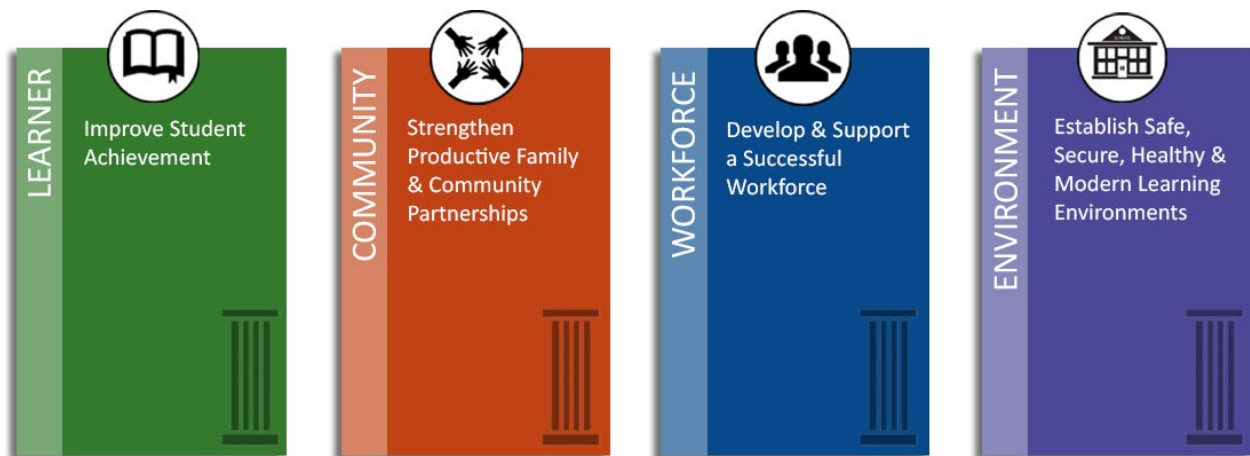 LEARNER
Improve Student
Achievement
COMMUNITY
Strengthen
Productive Family
& Community
Partnerships
WORKFORCE
Develop & Support
a Successful
Workforce
ENVIRONMENT
Establish Safe,
Secure, Healthy &
Modern Learning
Environments